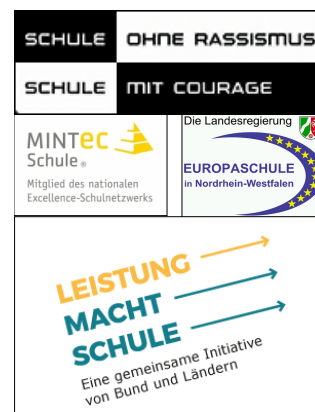 SCHULE OHNE RASSISMUS
SCHULE MIT COURAGE
MINTec
Schule®
Mitglied des nationalen
Excellence-Schulnetzwerks
Die Landesregierung
EUROPASCHULE
in Nordrhein-Westfalen
LEISTUNG
MACHT
SCHULE
Eine gemeinsame Initiative
von Bund und Ländern